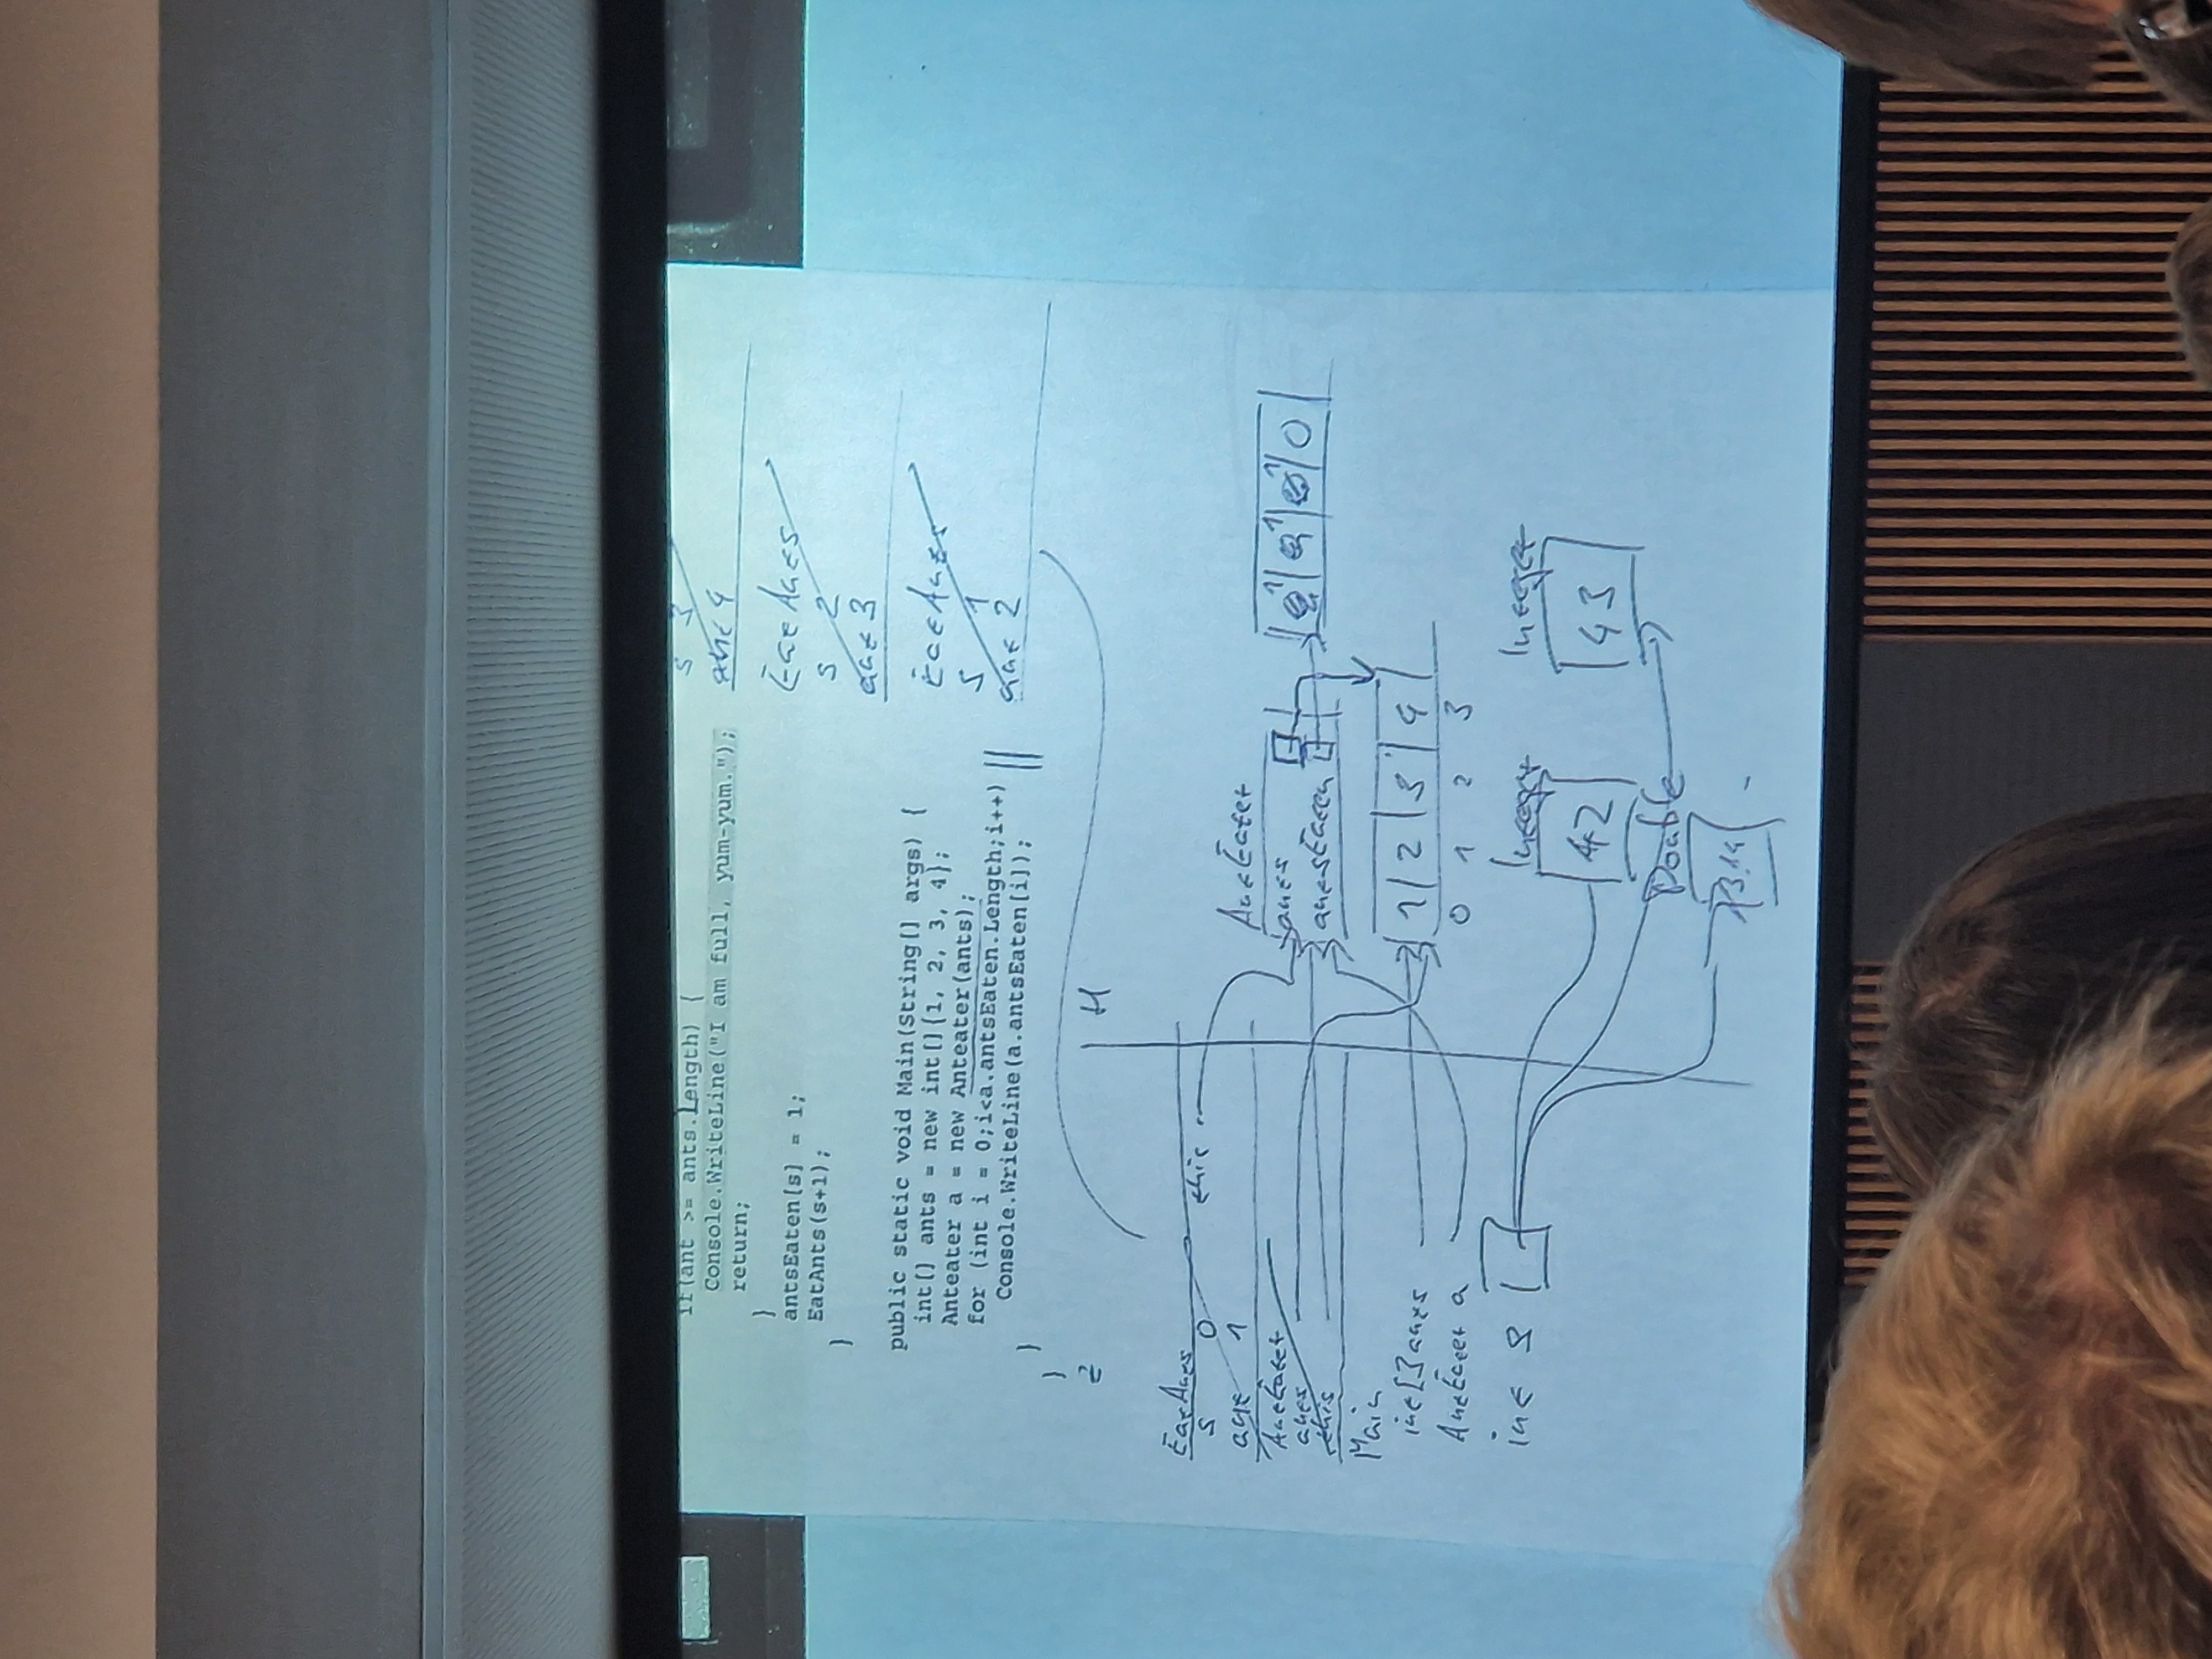 if(ant >= ants.Length) {
Console.WriteLine("I am full, yum-yum.");
return;
}
antsEaten[s] = 1;
EatAnts(s+1);
}
public static void Main(String[] args) {
int[] ants = new int[]{1, 2, 3, 4};
Anteater a = new Anteater(ants);
for (int i = 0;i<a.antsEaten.Length;i++)
Console.WriteLine(a.antsEaten[i]);
}
}
s 3
ant 4
EatAnts
s 2
ant 3
EatAnts
s 1
ant 2
H
EatAnts
s 0
ant 1
this
AntEater
ants
this
Main
int[] ants
AntEater a
int s
AntEater
ants
antsEaten
1 1 1 0
1 2 3 4
0 1 2 3
Integer
42
Integer
43
Double
3.14